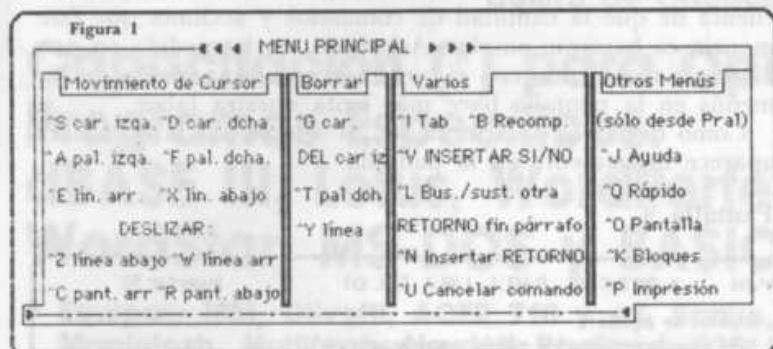 Figura 1
MENU PRINCIPAL
Movimiento de Cursor
^S car. izqa. ^D car. dcha
^A pal. izqa. ^F pal. dcha.
^E lin. arr. ^X lin. abajo
DESLIZAR:
^Z línea abajo ^W línea arr
^C pant. arr ^R pant. abajo
Borrar
^G car.
DEL car iz
^T pal dch
^Y línea
Varios
^I Tab ^B Recomp.
^V INSERTAR SI/NO
^L Bus./sust. otra
RETORNO fin párrafo
^N Insertar RETORNO
^U Cancelar comando
Otros Menús
(sólo desde Pral)
^J Ayuda
^Q Rápido
^O Pantalla
^K Bloques
^P Impresión